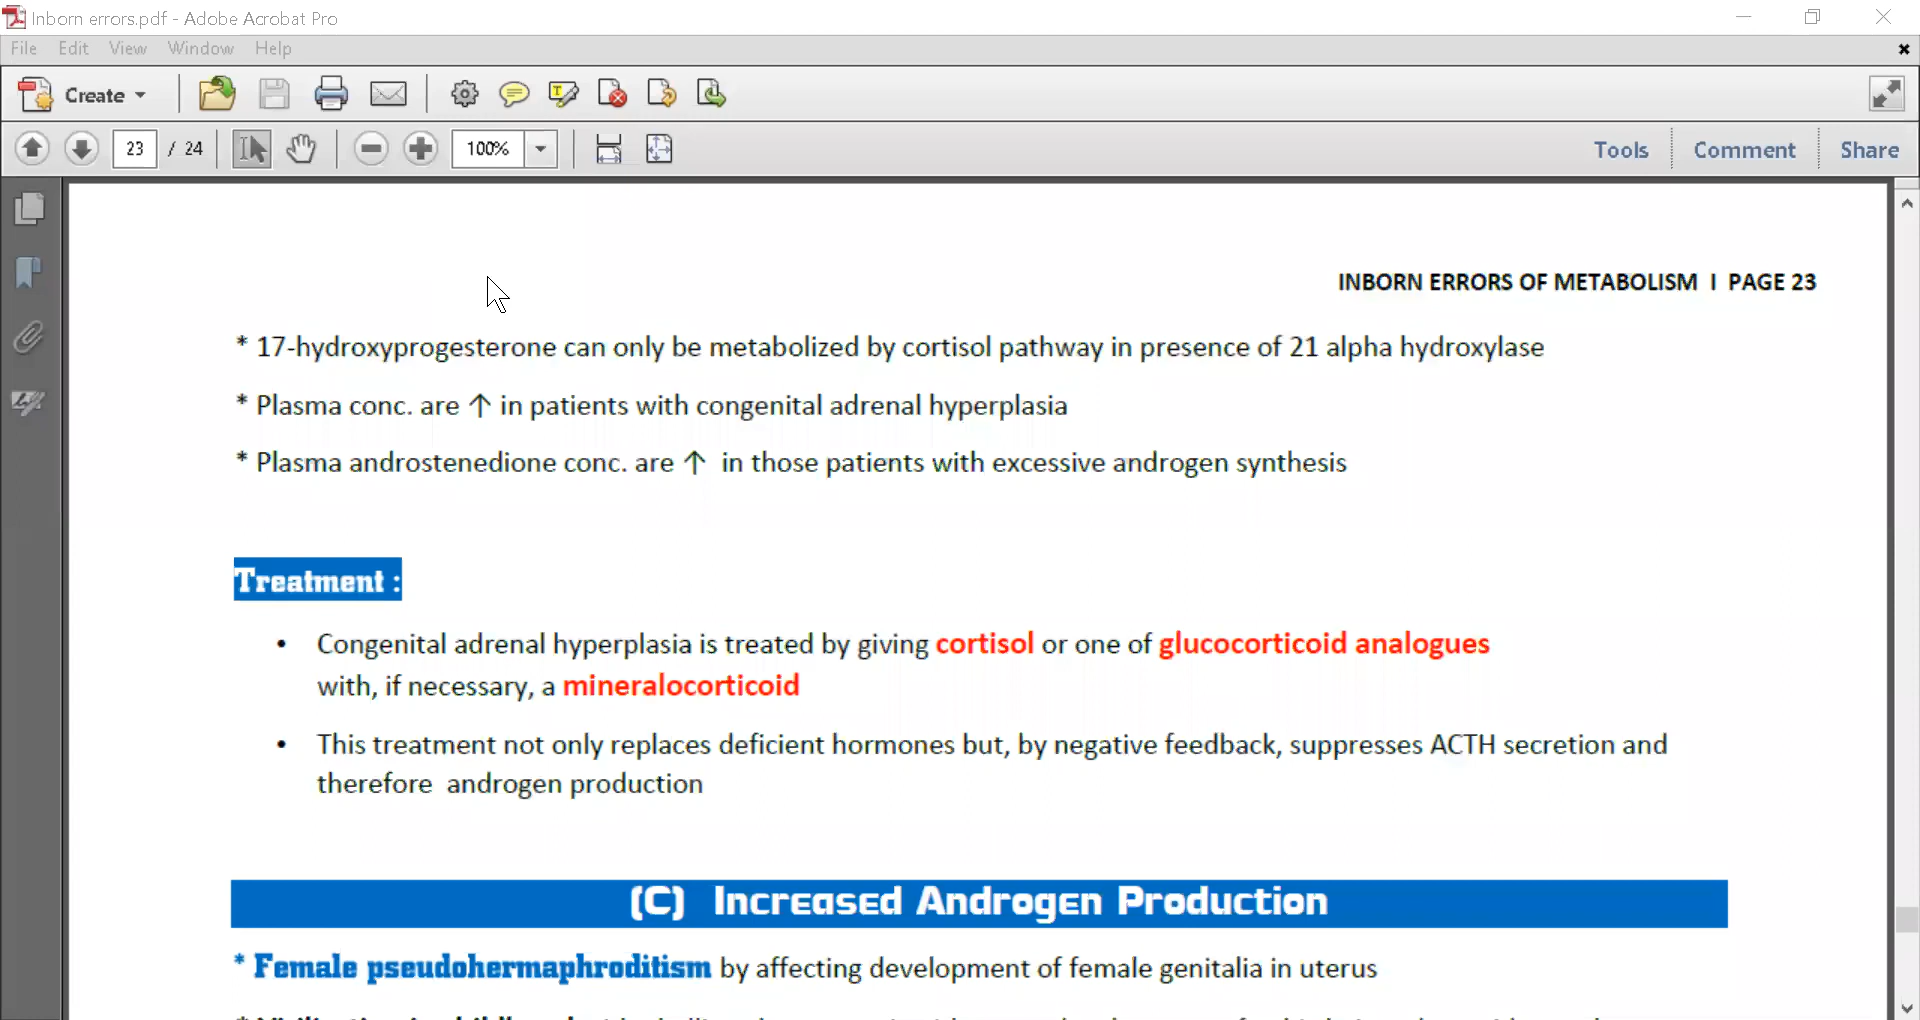 Inborn errors.pdf - Adobe Acrobat Pro
File Edit View Window Help
Create
23 / 24 100% Tools Comment Share
INBORN ERRORS OF METABOLISM I PAGE 23
* 17-hydroxyprogesterone can only be metabolized by cortisol pathway in presence of 21 alpha hydroxylase
* Plasma conc. are ↑ in patients with congenital adrenal hyperplasia
* Plasma androstenedione conc. are ↑ in those patients with excessive androgen synthesis
Treatment :
• Congenital adrenal hyperplasia is treated by giving cortisol or one of glucocorticoid analogues
with, if necessary, a mineralocorticoid
• This treatment not only replaces deficient hormones but, by negative feedback, suppresses ACTH secretion and
therefore androgen production
(C) Increased Androgen Production
* Female pseudohermaphroditism by affecting development of female genitalia in uterus